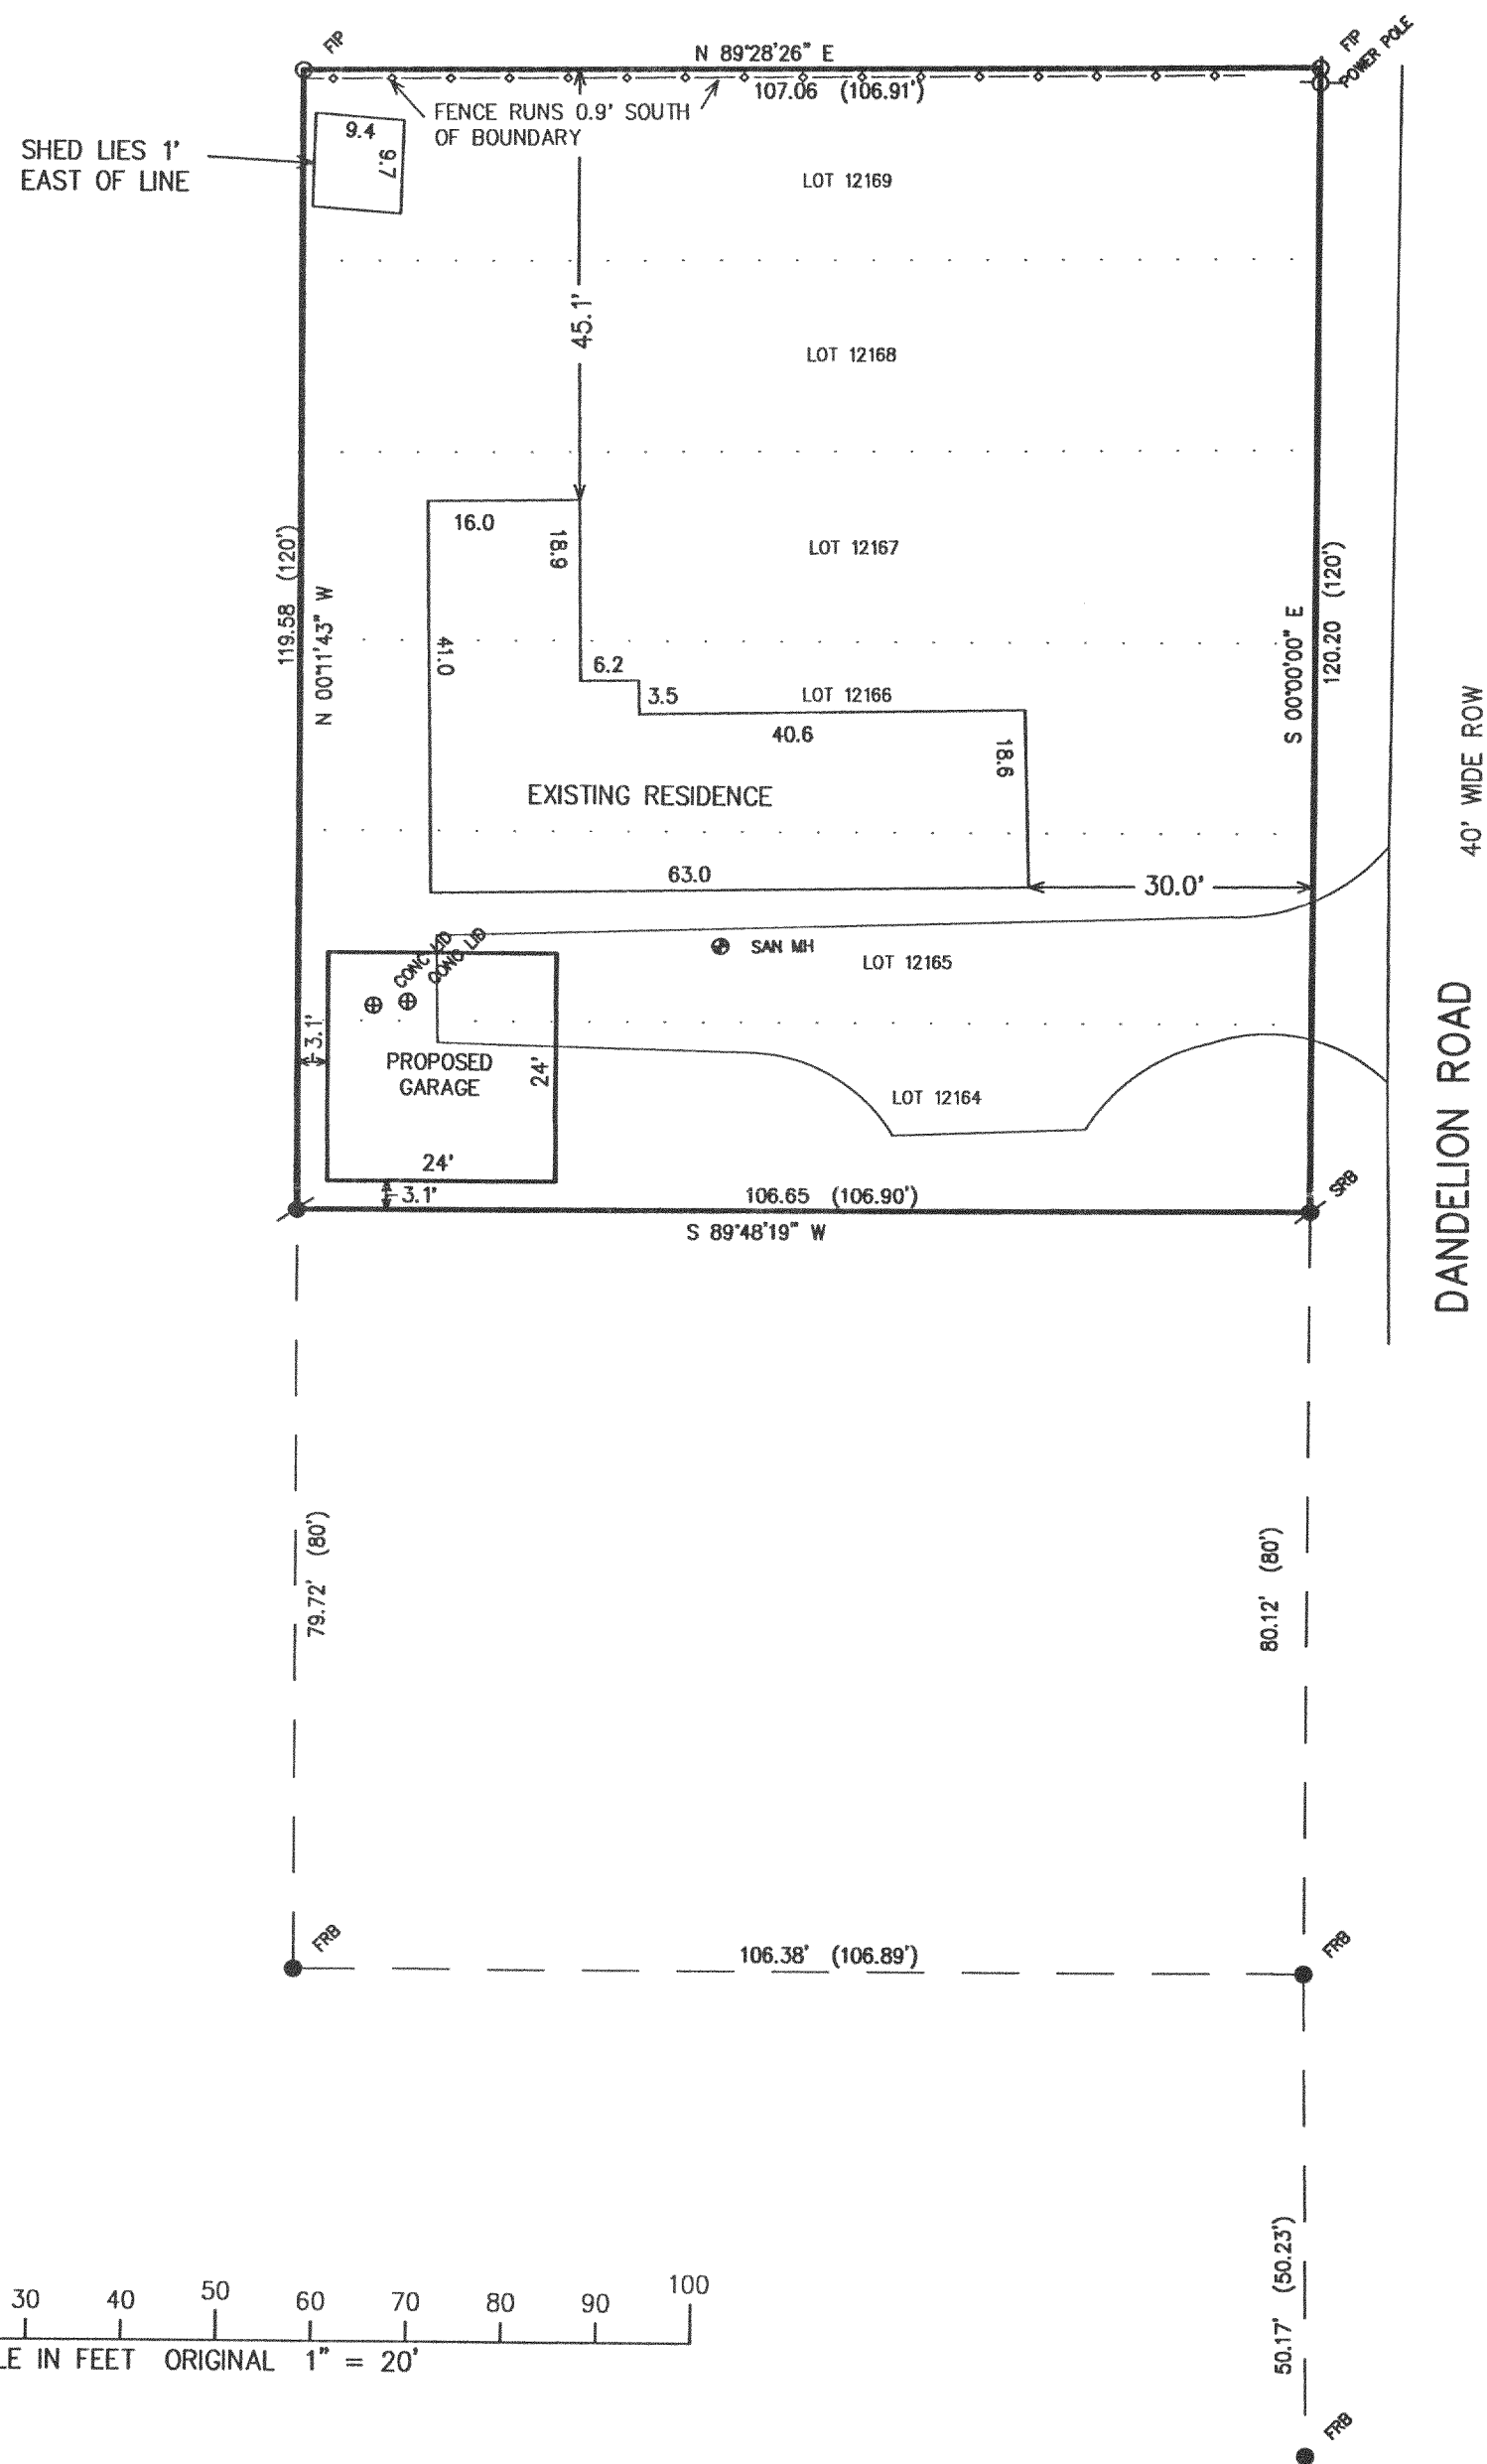 FIP
N 89°28'26" E
FIP
POWER POLE
107.06 (106.91')
FENCE RUNS 0.9' SOUTH
OF BOUNDARY
SHED LIES 1'
EAST OF LINE
9.4
9.7
LOT 12169
45.1'
LOT 12168
16.0
18.9
LOT 12167
119.58 (120')
N 00°11'43" W
41.0
6.2
3.5
LOT 12166
40.6
18.6
S 00°00'00" E
120.20 (120')
40' WIDE ROW
EXISTING RESIDENCE
63.0
30.0'
CONC LID
CONC LID
SAN MH
LOT 12165
3.1'
PROPOSED
GARAGE
24'
LOT 12164
24'
3.1'
106.65 (106.90')
S 89°48'19" W
SRB
DANDELION ROAD
79.72' (80')
80.12' (80')
FRB
106.38' (106.89')
FRB
50.17' (50.23')
30 40 50 60 70 80 90 100
LE IN FEET ORIGINAL 1" = 20'
FRB